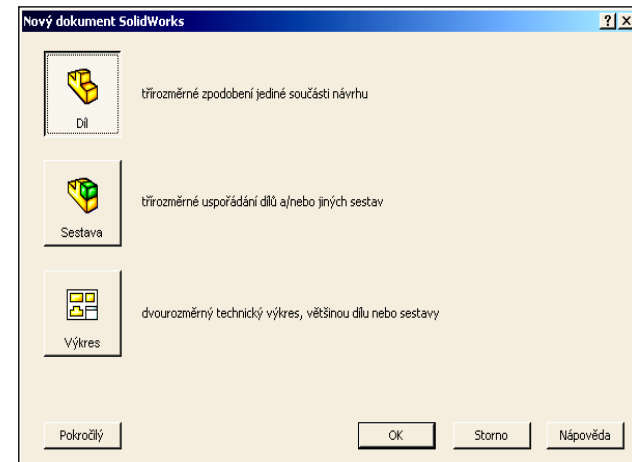 Nový dokument SolidWorks
třírozměrné zpodobení jediné součásti návrhu
Díl
třírozměrné uspořádání dílů a/nebo jiných sestav
Sestava
dvourozměrný technický výkres, většinou dílu nebo sestavy
Výkres
Pokročilý OK Storno Nápověda